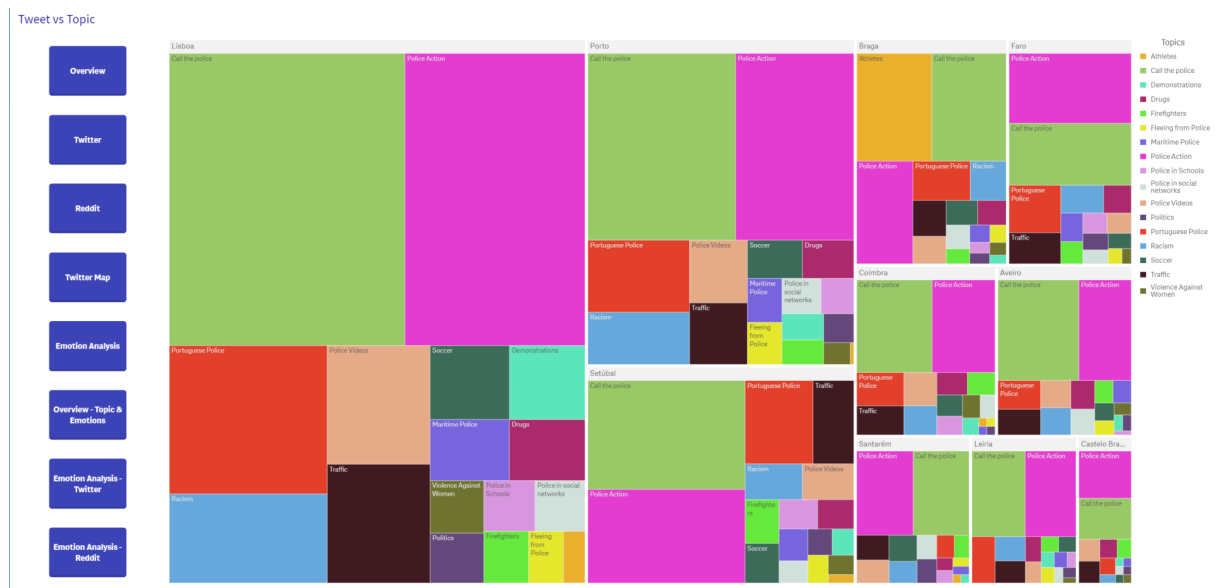 Tweet vs Topic
Overview
Twitter
Reddit
Twitter Map
Emotion Analysis
Overview - Topic &
Emotions
Emotion Analysis -
Twitter
Emotion Analysis -
Reddit
Lisboa
Call the police
Police Action
Portuguese Police
Police Videos
Soccer
Demonstrations
Maritime Police
Drugs
Racism
Traffic
Violence Against
Women
Police in
Schools
Police in social
networks
Politics
Firefighters
Fleeing
from
Police
Porto
Call the police
Police Action
Portuguese Police
Police Videos
Soccer
Drugs
Racism
Traffic
Maritime
Police
Police in
social
networks
Fleeing
from
Police
Setúbal
Call the police
Portuguese Police
Traffic
Racism
Police Videos
Police Action
Firefighte
rs
Soccer
Braga
Athletes
Call the police
Police Action
Portuguese Police
Racism
Faro
Police Action
Call the police
Portuguese
Police
Traffic
Coimbra
Call the police
Police Action
Portuguese
Police
Traffic
Aveiro
Call the police
Police Action
Portuguese
Police
Santarém
Police Action
Call the police
Leiria
Call the police
Police Action
Castelo Bra...
Police Action
Call the police
Topics
Athletes
Call the police
Demonstrations
Drugs
Firefighters
Fleeing from Police
Maritime Police
Police Action
Police in Schools
Police in social
networks
Police Videos
Politics
Portuguese Police
Racism
Soccer
Traffic
Violence Against
Women